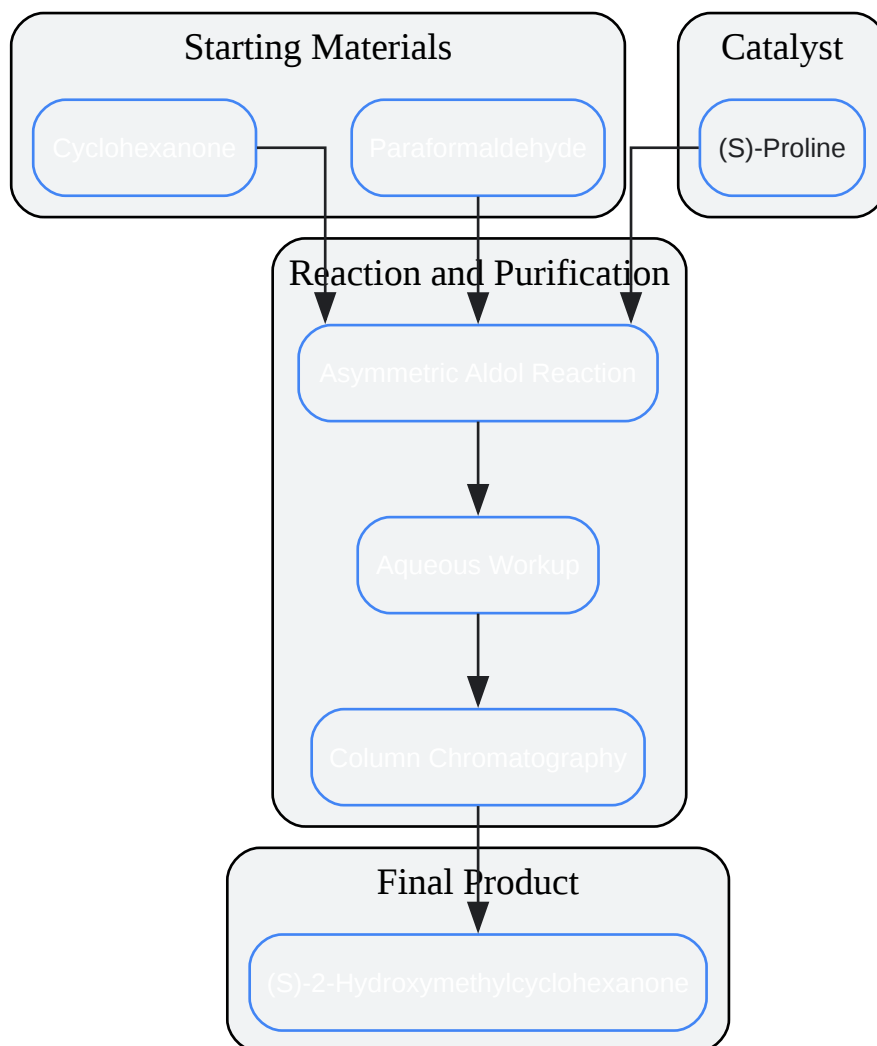 Starting Materials
Catalyst
Cyclohexanone
Paraformaldehyde
(S)-Proline
Reaction and Purification
Asymmetric Aldol Reaction
Aqueous Workup
Column Chromatography
Final Product
(S)-2-Hydroxymethylcyclohexanone